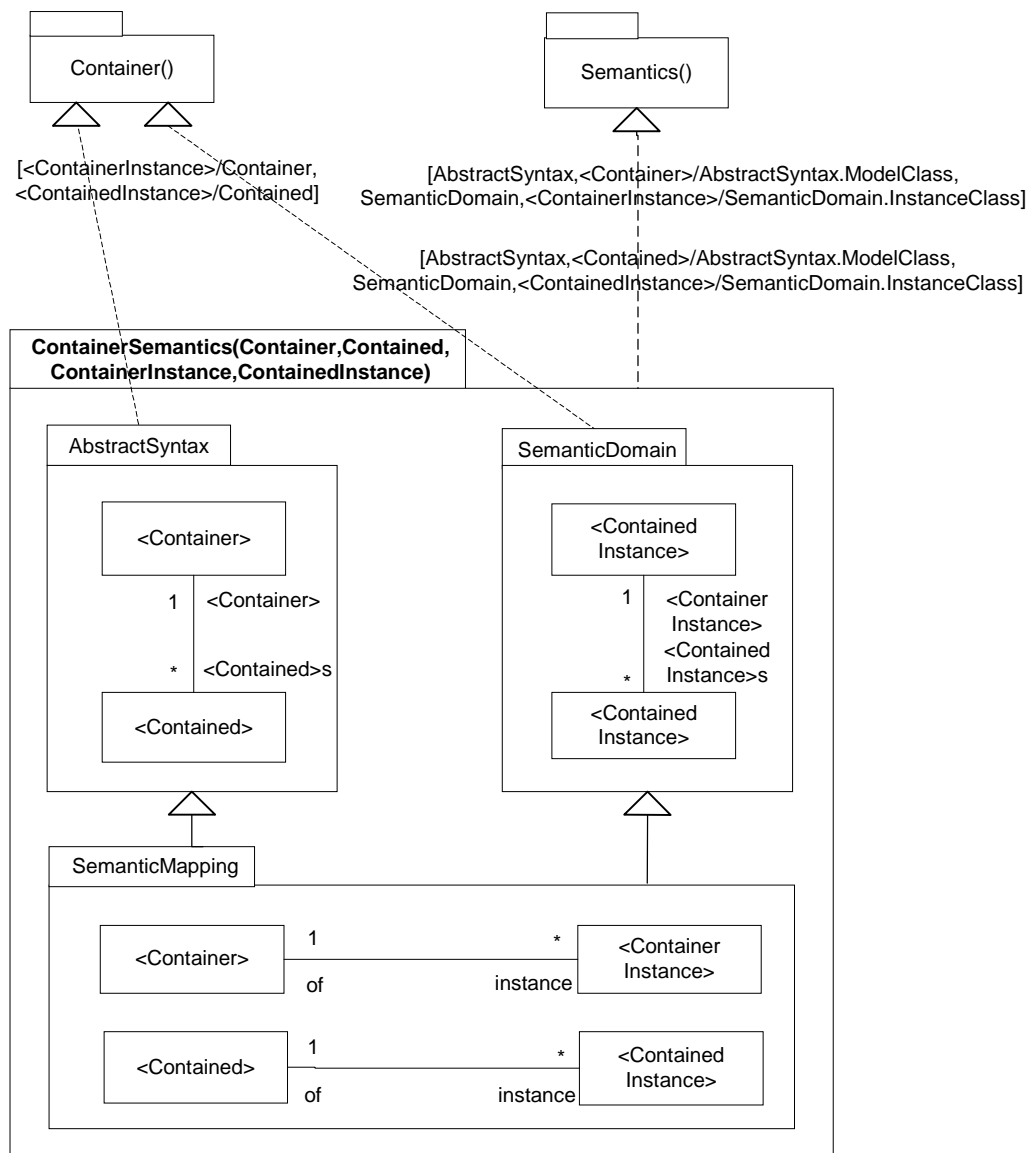 Container()
Semantics()
[<ContainerInstance>/Container,
<ContainedInstance>/Contained]
[AbstractSyntax,<Container>/AbstractSyntax.ModelClass,
SemanticDomain,<ContainerInstance>/SemanticDomain.InstanceClass]
[AbstractSyntax,<Contained>/AbstractSyntax.ModelClass,
SemanticDomain,<ContainedInstance>/SemanticDomain.InstanceClass]
ContainerSemantics(Container,Contained,
ContainerInstance,ContainedInstance)
AbstractSyntax
<Container>
1
<Container>
*
<Contained>s
<Contained>
SemanticDomain
<Contained
Instance>
1
<Container
Instance>
<Contained
Instance>s
*
<Contained
Instance>
SemanticMapping
<Container>
1
*
of
instance
<Container
Instance>
<Contained>
1
*
of
instance
<Contained
Instance>